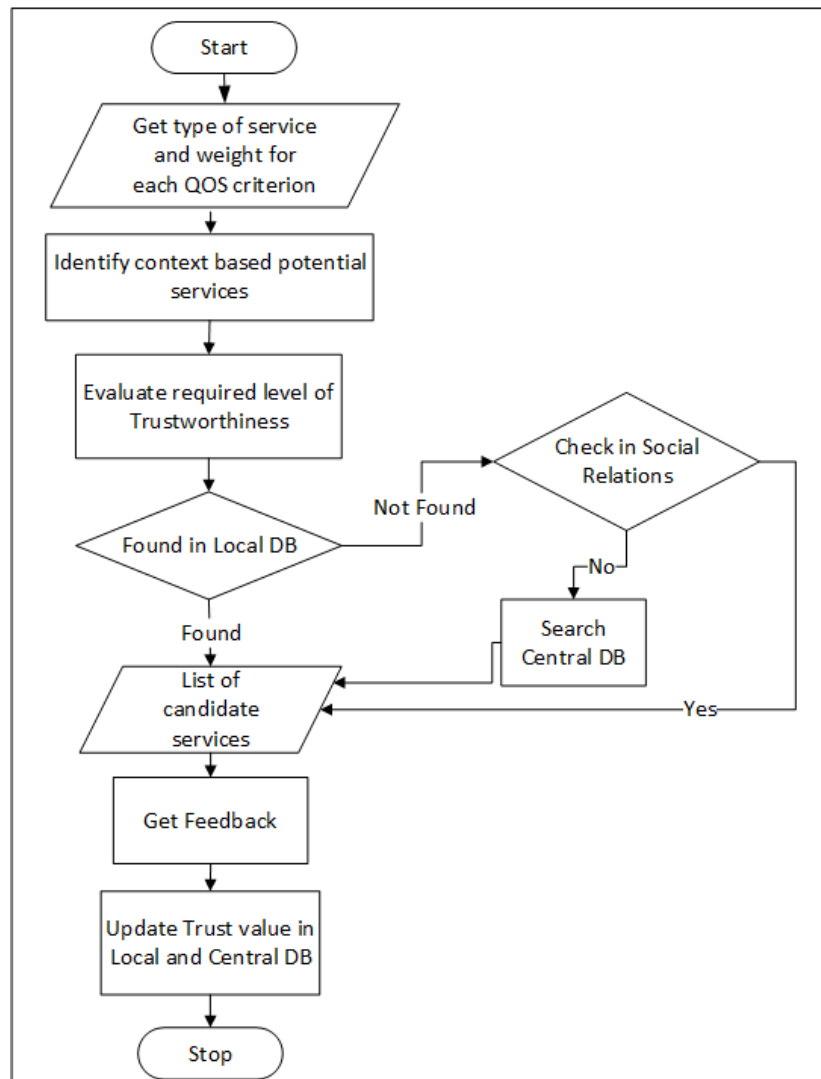 Start
Get type of service
and weight for
each QOS criterion
Identify context based potential
services
Evaluate required level of
Trustworthiness
Check in Social
Relations
Not Found
Found in Local DB
No
Found
Search
Central DB
List of
candidate
services
Yes
Get Feedback
Update Trust value in
Local and Central DB
Stop